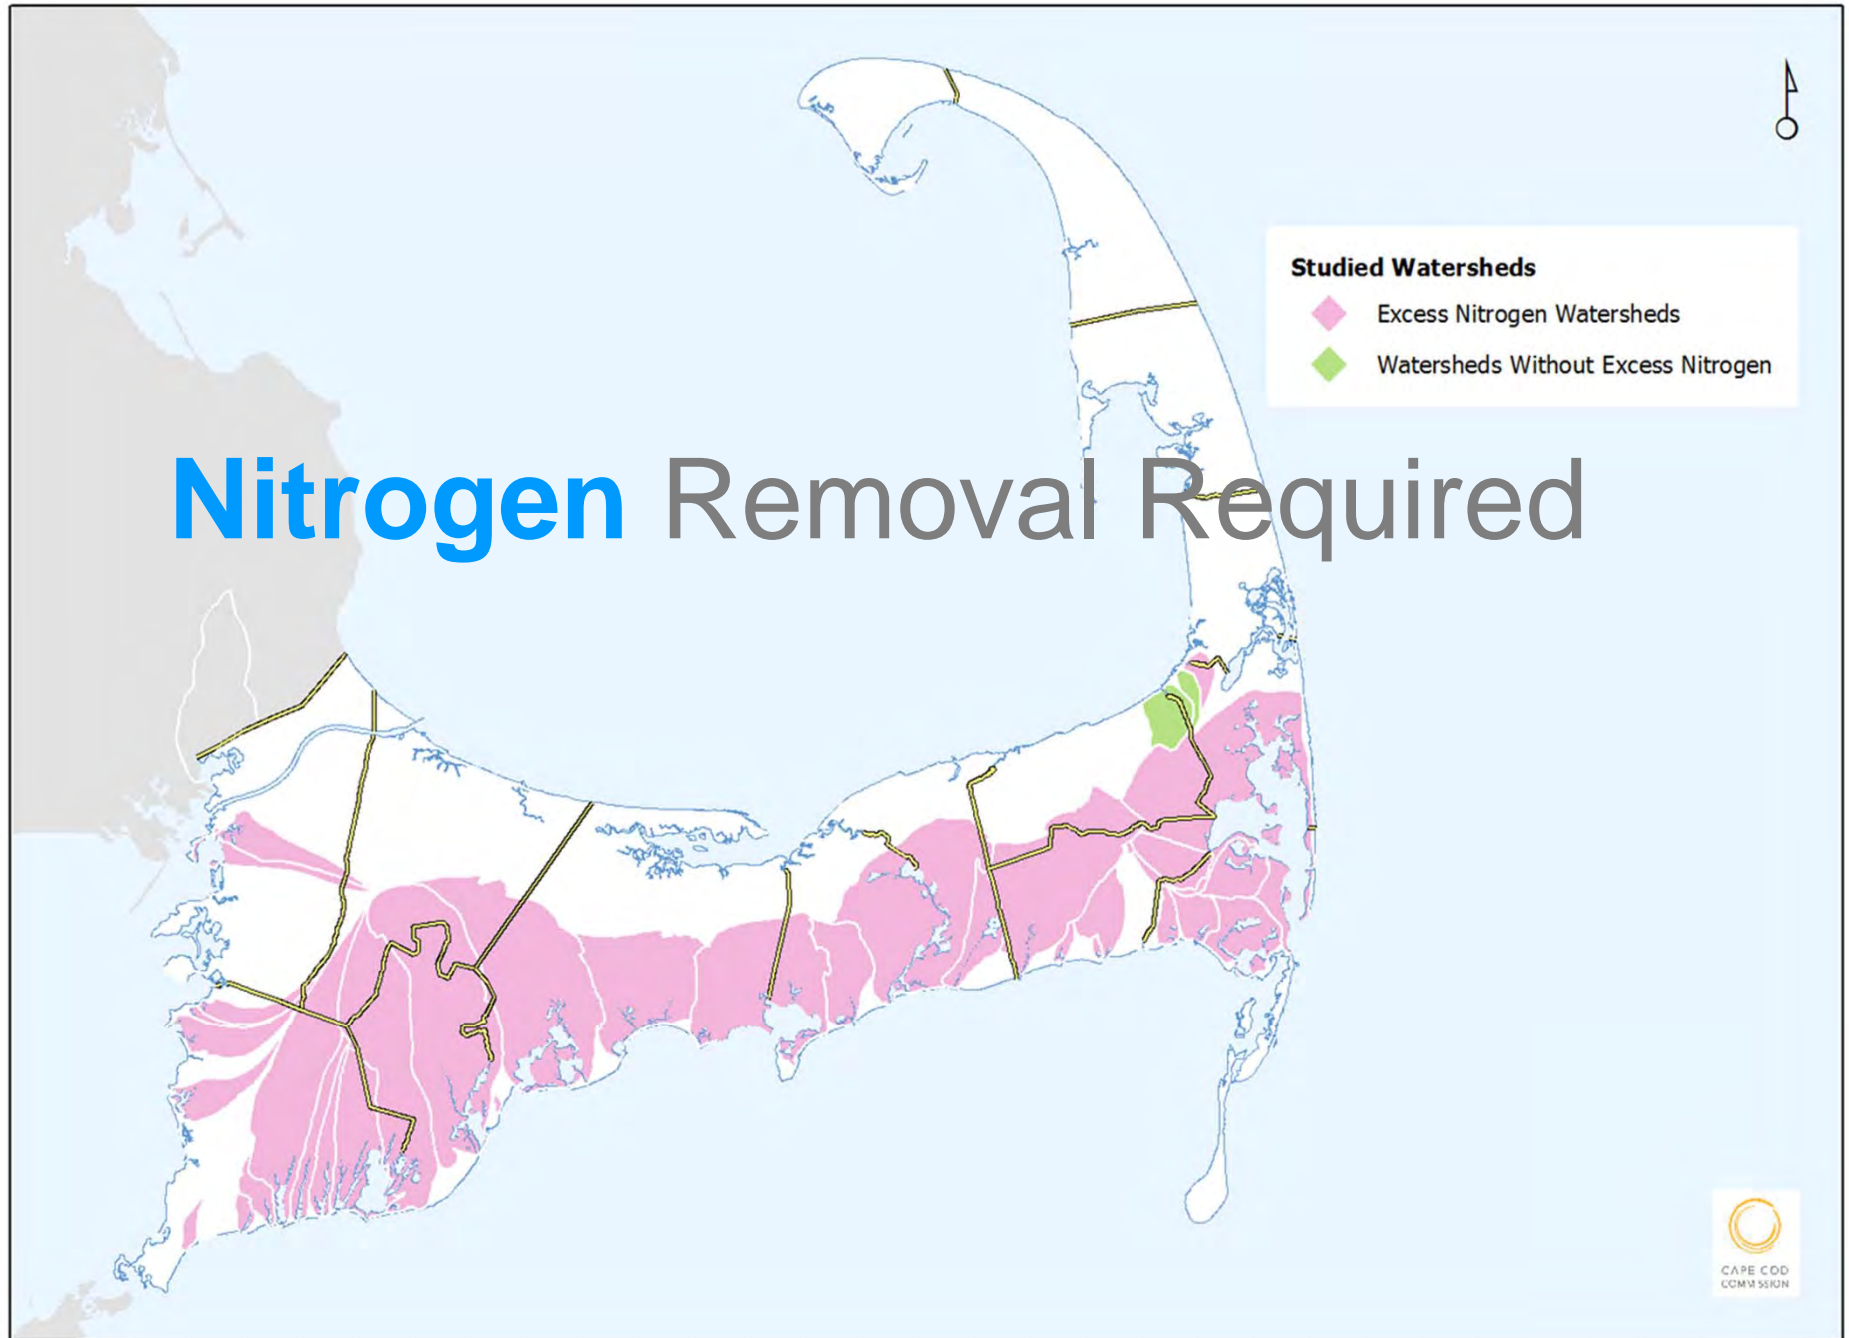 Studied Watersheds
Excess Nitrogen Watersheds
Watersheds Without Excess Nitrogen
Nitrogen Removal Required
CAPE COD
COMMISSION